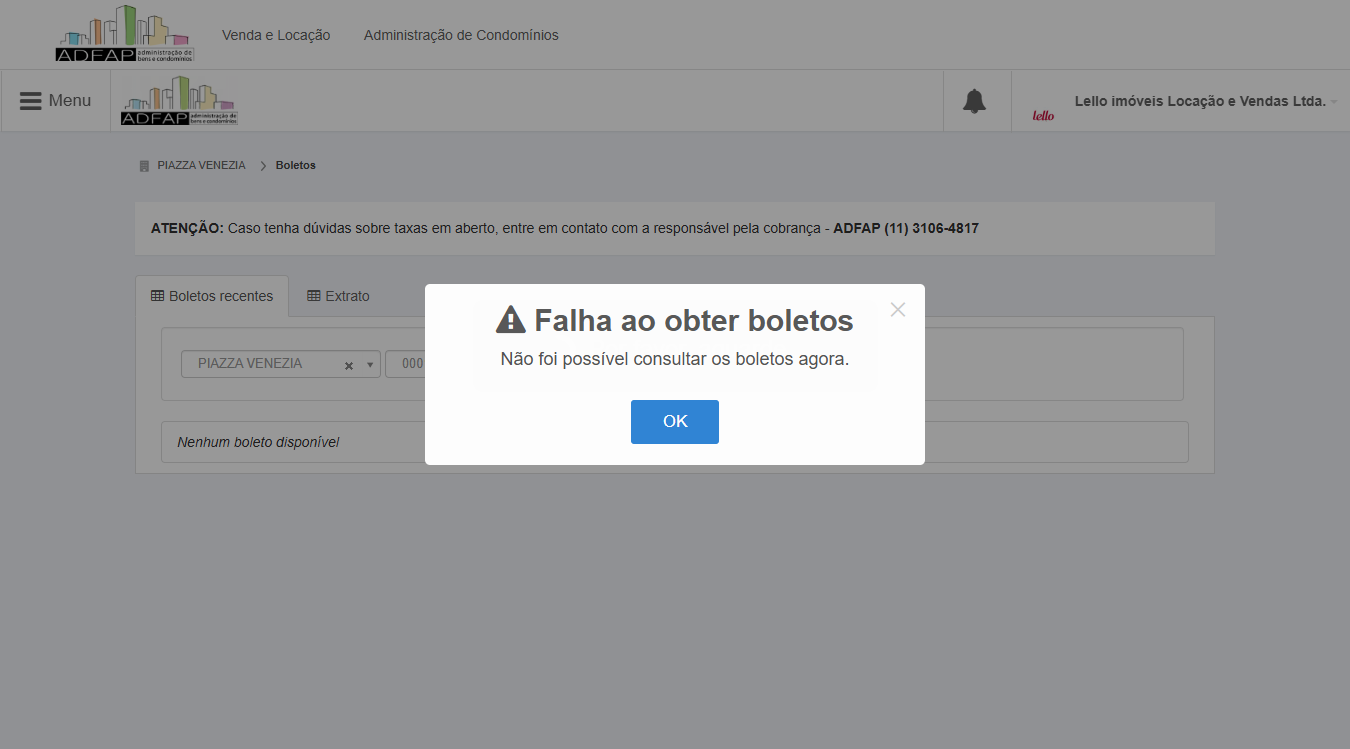 Venda e Locação
Administração de Condomínios
ADFAP administração de
bens e condomínios
Menu
ADFAP administração de
bens e condomínios
lello
Lello imóveis Locação e Vendas Ltda.
PIAZZA VENEZIA > Boletos
ATENÇÃO: Caso tenha dúvidas sobre taxas em aberto, entre em contato com a responsável pela cobrança - ADFAP (11) 3106-4817
Boletos recentes
Extrato
Falha ao obter boletos
Não foi possível consultar os boletos agora.
OK
PIAZZA VENEZIA
000
Nenhum boleto disponível